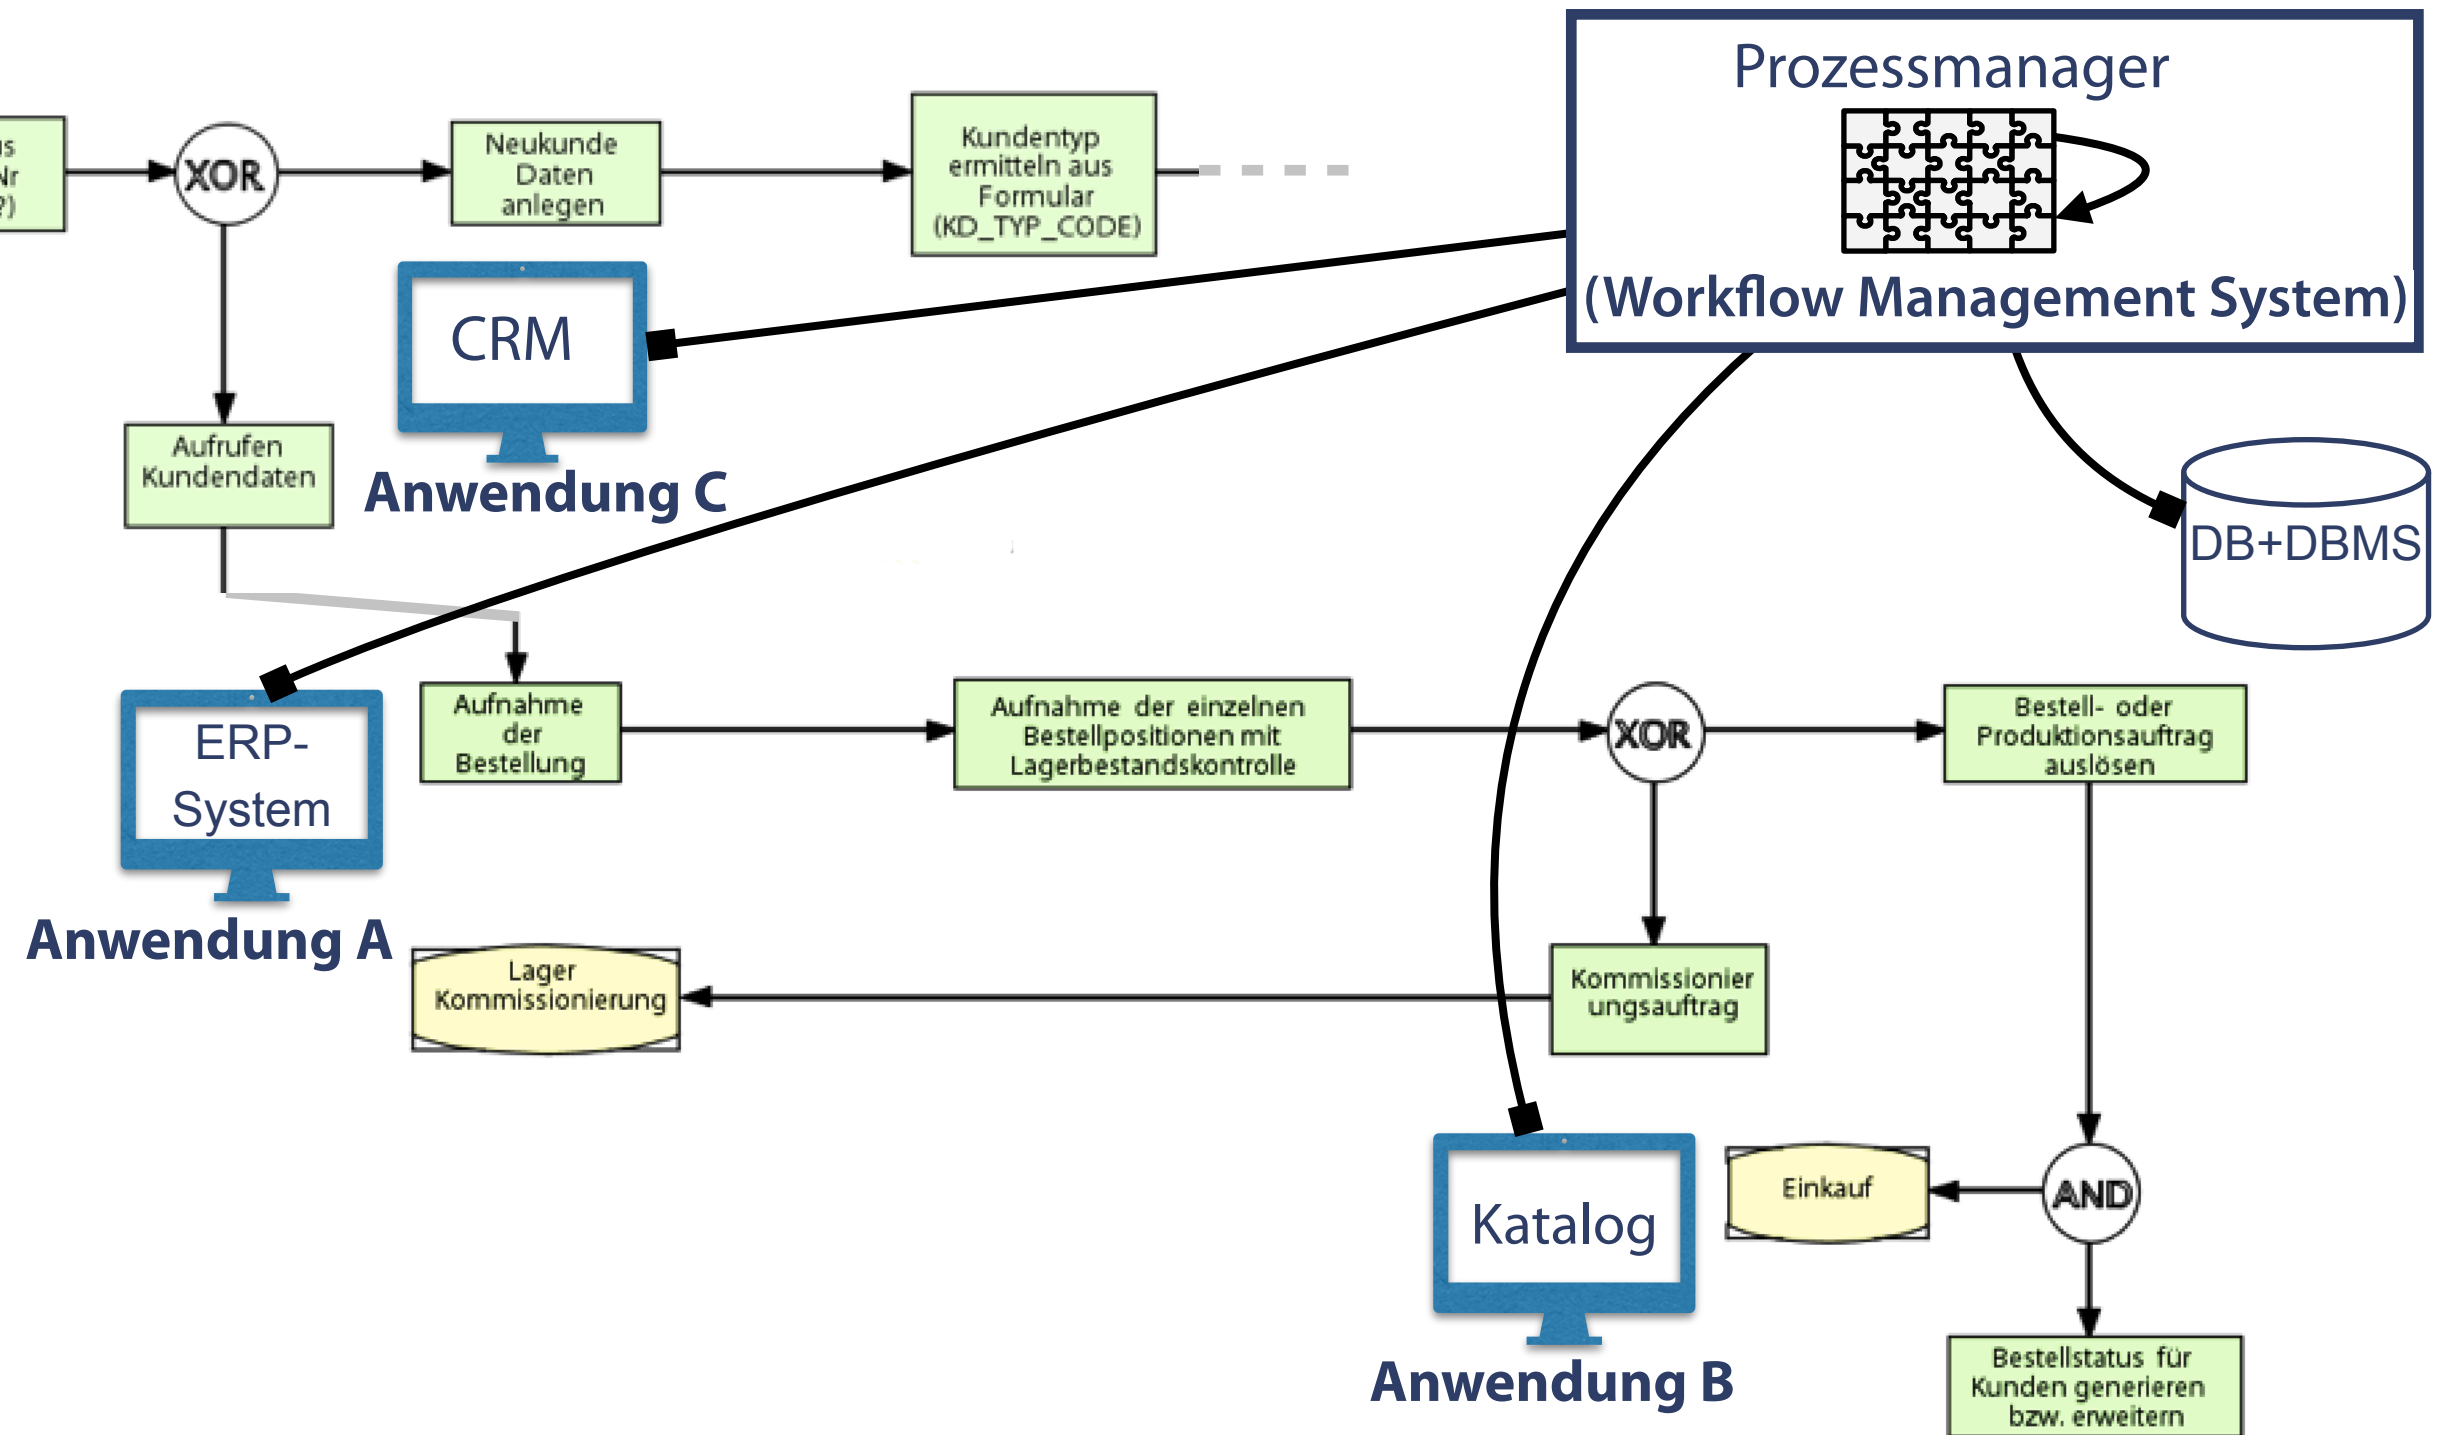 Prozessmanager
(Workflow Management System)
Nr
?)
XOR
Neukunde
Daten
anlegen
Kundentyp
ermitteln aus
Formular
(KD_TYP_CODE)
CRM
Anwendung C
Aufrufen
Kundendaten
DB+DBMS
ERP-
System
Anwendung A
Aufnahme
der
Bestellung
Aufnahme der einzelnen
Bestellpositionen mit
Lagerbestandskontrolle
XOR
Bestell- oder
Produktionsauftrag
auslösen
Lager
Kommissionierung
Kommissionier
ungsauftrag
Katalog
Anwendung B
Einkauf
AND
Bestellstatus für
Kunden generieren
bzw. erweitern